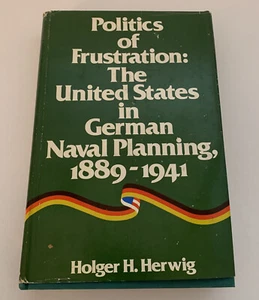 Politics
of
Frustration:
The
United States
in
German
Naval Planning,
1889-1941
Holger H. Herwig